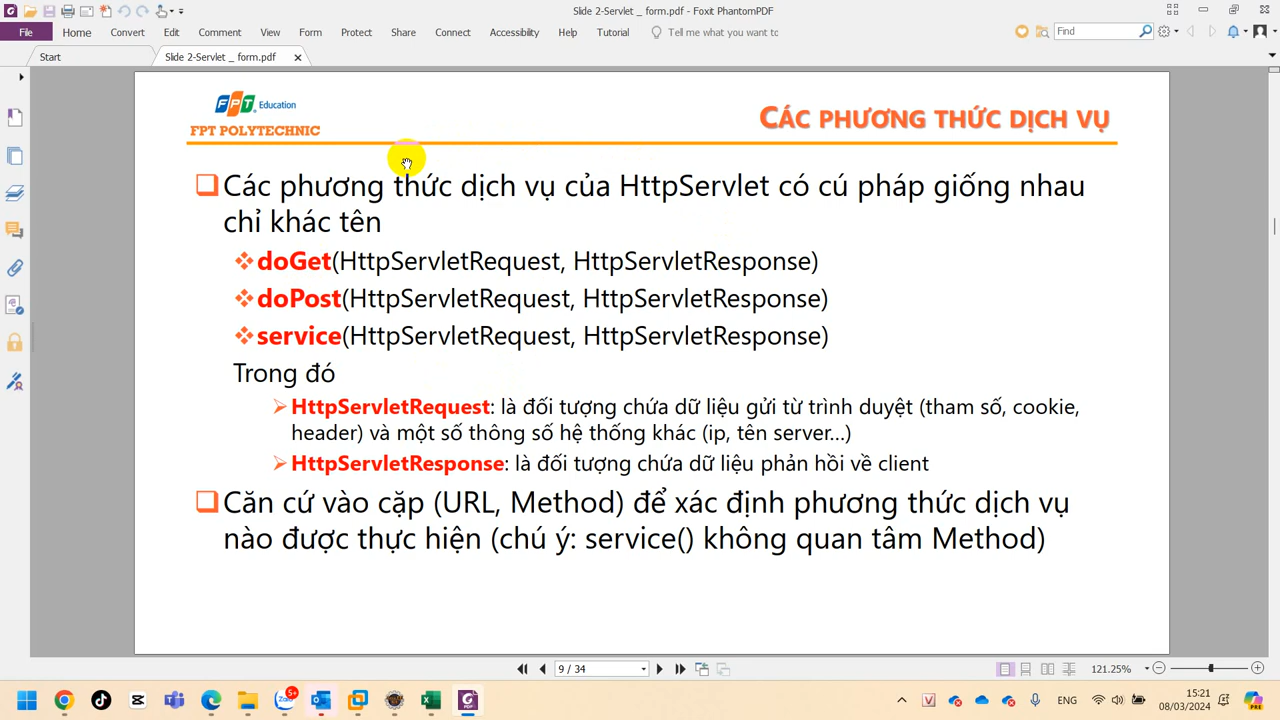 Slide 2-Servlet _ form.pdf - Foxit PhantomPDF
File Home Convert Edit Comment View Form Protect Share Connect Accessibility Help Tutorial Tell me what you want to Find
Start Slide 2-Servlet _ form.pdf
FPT Education
FPT POLYTECHNIC
CÁC PHƯƠNG THỨC DỊCH VỤ
Các phương thức dịch vụ của HttpServlet có cú pháp giống nhau
chỉ khác tên
doGet(HttpServletRequest, HttpServletResponse)
doPost(HttpServletRequest, HttpServletResponse)
service(HttpServletRequest, HttpServletResponse)
Trong đó
HttpServletRequest: là đối tượng chứa dữ liệu gửi từ trình duyệt (tham số, cookie,
header) và một số thông số hệ thống khác (ip, tên server…)
HttpServletResponse: là đối tượng chứa dữ liệu phản hồi về client
Căn cứ vào cặp (URL, Method) để xác định phương thức dịch vụ
nào được thực hiện (chú ý: service() không quan tâm Method)
9 / 34
121.25%
Zalo
5+
V
ENG
15:21
08/03/2024
PRE